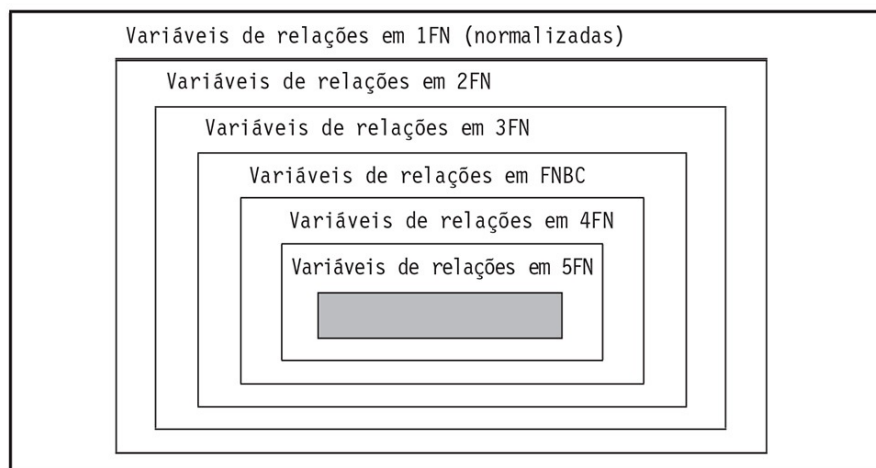 Variáveis de relações em 1FN (normalizadas)
Variáveis de relações em 2FN
Variáveis de relações em 3FN
Variáveis de relações em FNBC
Variáveis de relações em 4FN
Variáveis de relações em 5FN